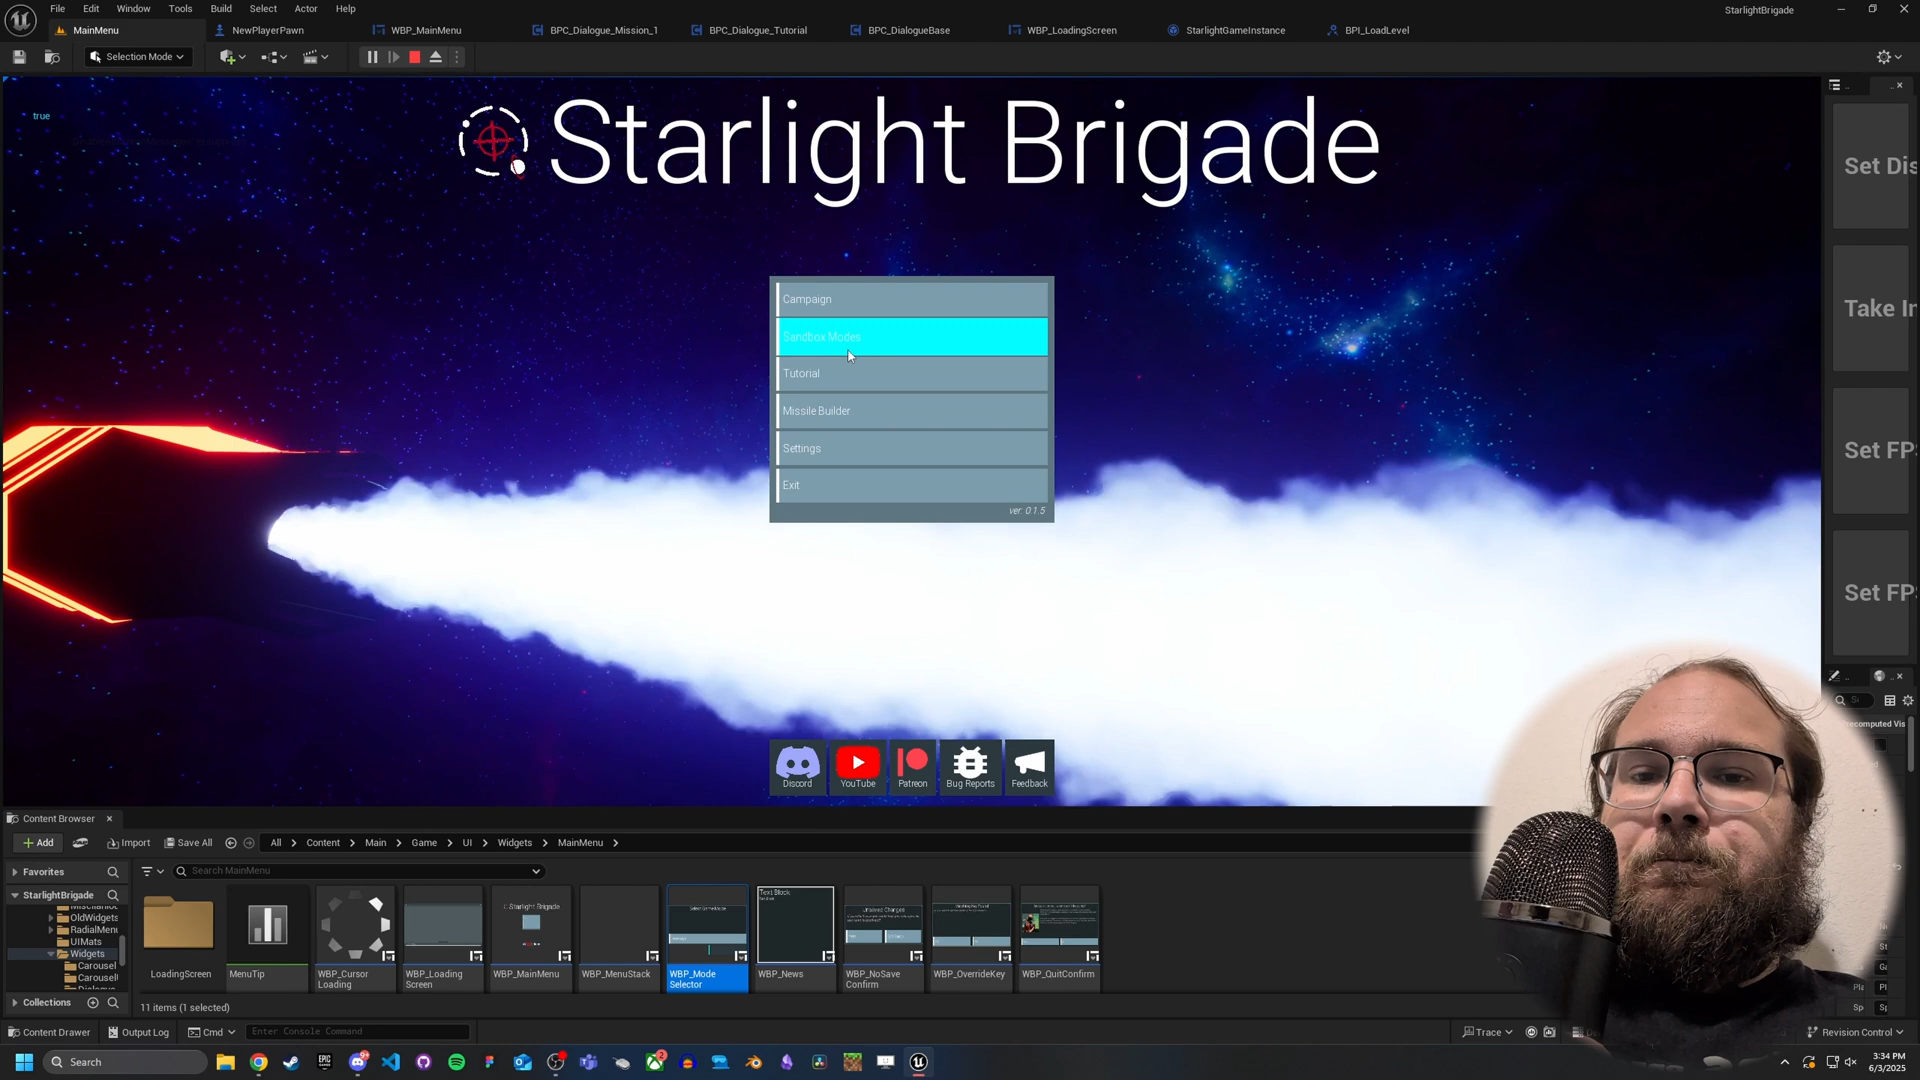 File Edit Window Tools Build Select Actor Help
StarlightBrigade
MainMenu
NewPlayerPawn
WBP_MainMenu
BPC_Dialogue_Mission_1
BPC_Dialogue_Tutorial
BPC_DialogueBase
WBP_LoadingScreen
StarlightGameInstance
BPI_LoadLevel
Selection Mode
true
Starlight Brigade
Campaign
Sandbox Modes
Tutorial
Missile Builder
Settings
Exit
ver: 0.1.5
Set Dis
Take In
Set FP
Set FP
Discord
YouTube
Patreon
Bug Reports
Feedback
Content Browser
Add
Import
Save All
All > Content > Main > Game > UI > Widgets > MainMenu >
Favorites
Search MainMenu
StarlightBrigade
OldWidgets
RadialMenu
UIMats
Widgets
Carousel
Carousel
Collections
LoadingScreen
MenuTip
WBP_Cursor
Loading
WBP_Loading
Screen
WBP_MainMenu
WBP_MenuStack
WBP_Mode
Selector
WBP_News
WBP_NoSave
Confirm
WBP_OverrideKey
WBP_QuitConfirm
11 items (1 selected)
Content Drawer
Output Log
Cmd
Enter Console Command
Trace
Revision Control
Search
3:34 PM
6/3/2025